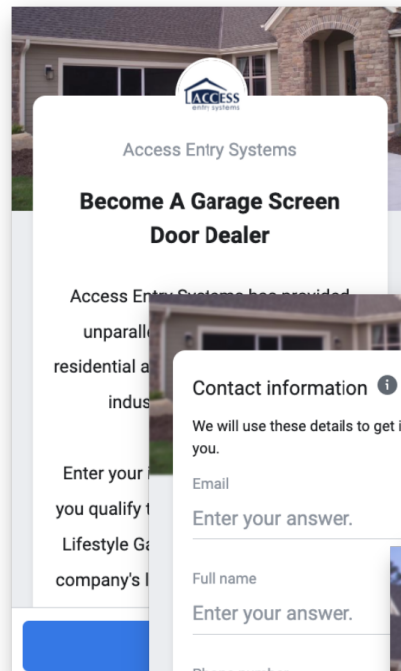 ACCESS
entry systems
Access Entry Systems
Become A Garage Screen
Door Dealer
Access
unparall
residential a
indus
Enter your
you qualify
Lifestyle Ga
company's
Contact information
We will use these details to get
you.
Email
Enter your answer.
Full name
Enter your answer.
Phone number